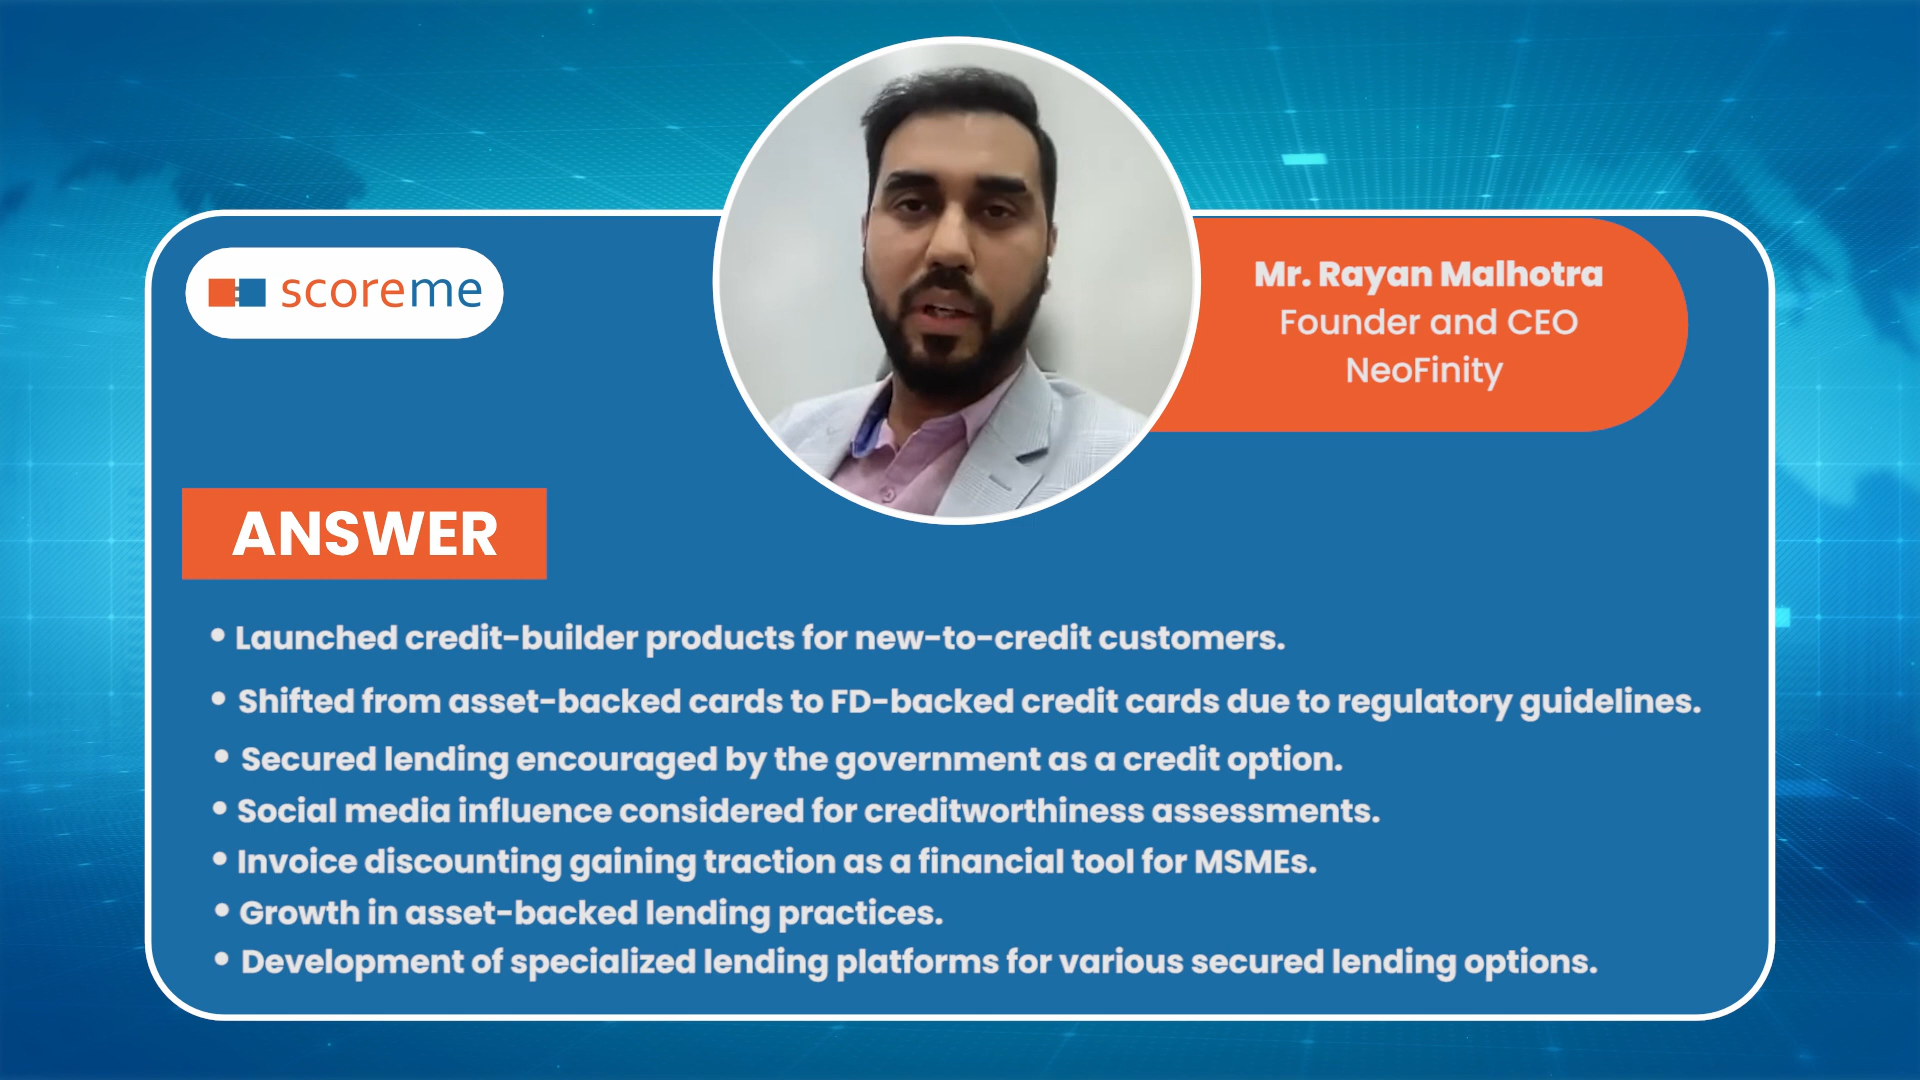 scoreme
Mr. Rayan Malhotra
Founder and CEO
NeoFinity
ANSWER
• Launched credit-builder products for new-to-credit customers.
• Shifted from asset-backed cards to FD-backed credit cards due to regulatory guidelines.
• Secured lending encouraged by the government as a credit option.
• Social media influence considered for creditworthiness assessments.
• Invoice discounting gaining traction as a financial tool for MSMEs.
• Growth in asset-backed lending practices.
• Development of specialized lending platforms for various secured lending options.